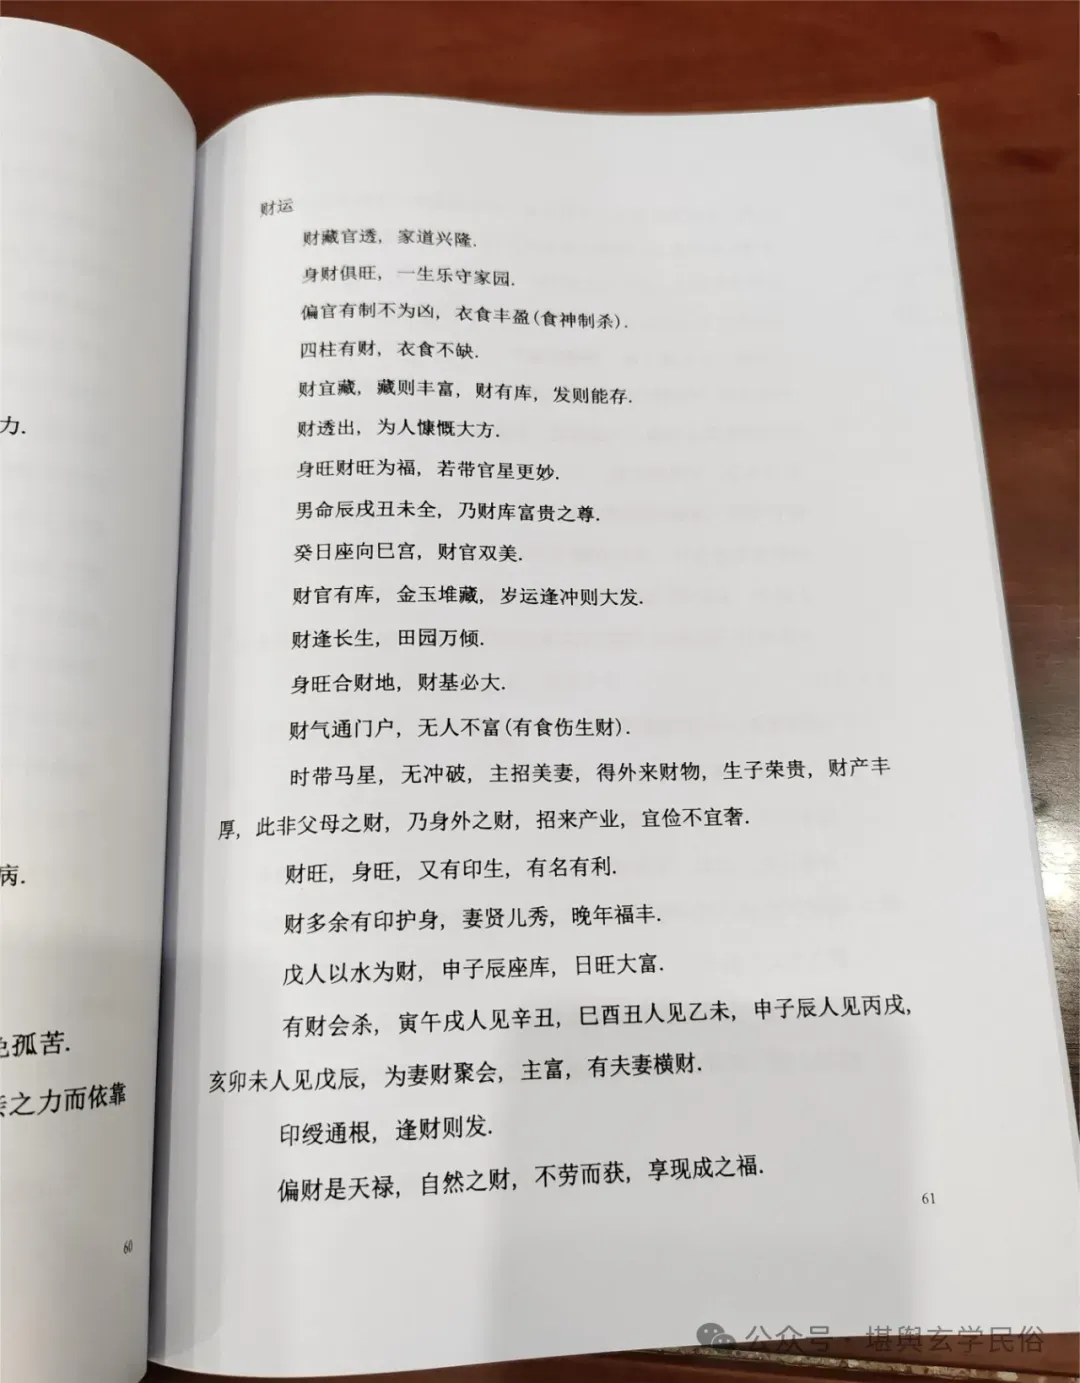 力.
病.
孤苦.
之力而依靠
60
财运
财藏官透, 家道兴隆.
身财俱旺, 一生乐守家园.
偏官有制不为凶, 衣食丰盈(食神制杀).
四柱有财, 衣食不缺.
财宜藏, 藏则丰富, 财有库, 发则能存.
财透出, 为人慷慨大方.
身旺财旺为福, 若带官星更妙.
男命辰戌丑未全, 乃财库富贵之尊.
癸日座向巳宫, 财官双美.
财官有库, 金玉堆藏, 岁运逢冲则大发.
财逢长生, 田园万倾.
身旺合财地, 财基必大.
财气通门户, 无人不富(有食伤生财).
时带马星, 无冲破, 主招美妻, 得外来财物, 生子荣贵, 财产丰
厚, 此非父母之财, 乃身外之财, 招来产业, 宜俭不宜奢.
财旺, 身旺, 又有印生, 有名有利.
财多余有印护身, 妻贤儿秀, 晚年福丰.
戊人以水为财, 申子辰座库, 日旺大富.
有财会杀, 寅午戌人见辛丑, 巳酉丑人见乙未, 申子辰人见丙戌,
亥卯未人见戊辰, 为妻财聚会, 主富, 有夫妻横财.
印绶通根, 逢财则发.
偏财是天禄, 自然之财, 不劳而获, 享现成之福.
61
公众号·堪舆玄学民俗